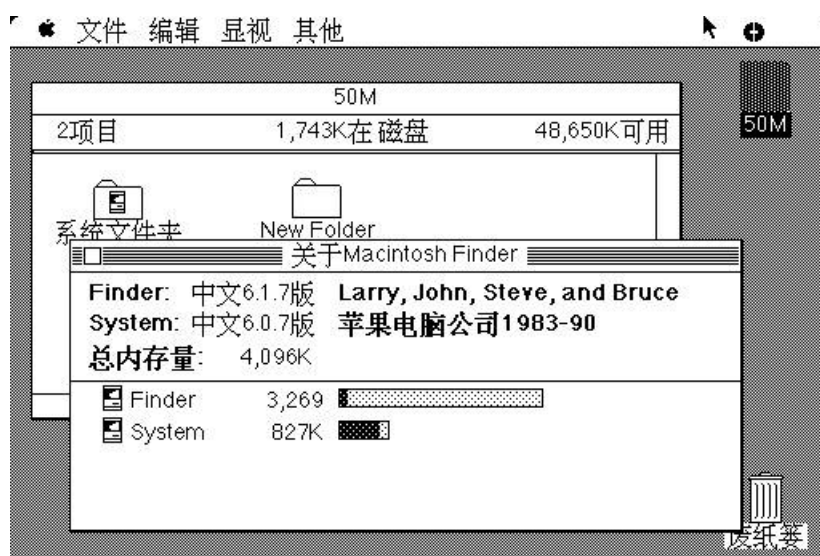 文件 编辑 显视 其他
50M
2项目 1,743K在 磁盘 48,650K可用
50M
系统文件夹 New Folder
关于Macintosh Finder
Finder: 中文6.1.7版 Larry, John, Steve, and Bruce
System: 中文6.0.7版 苹果电脑公司1983-90
总内存量: 4,096K
Finder 3,269
System 827K
废纸篓